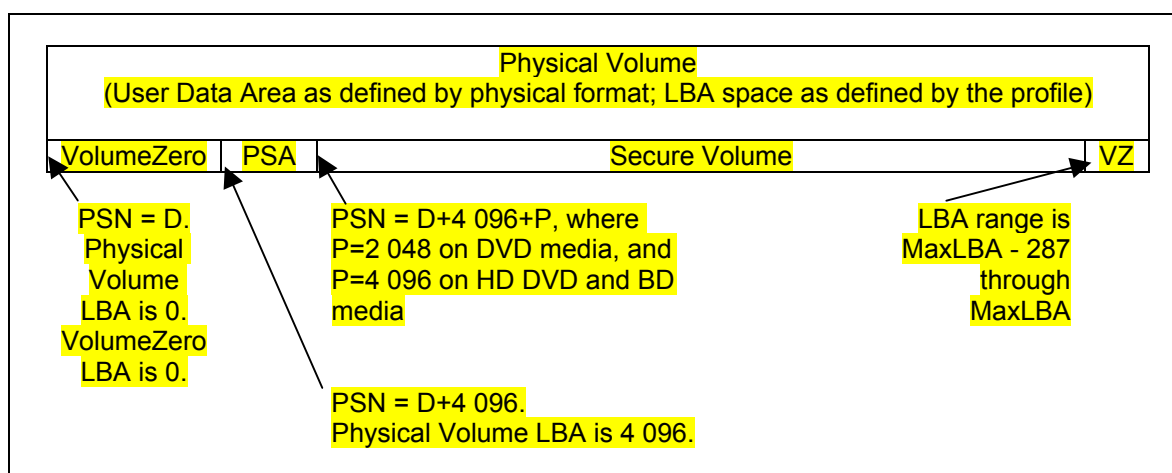 Physical Volume
(User Data Area as defined by physical format; LBA space as defined by the profile)
VolumeZero PSA Secure Volume VZ
PSN = D.
Physical
Volume
LBA is 0.
VolumeZero
LBA is 0.
PSN = D+4 096+P, where
P=2 048 on DVD media, and
P=4 096 on HD DVD and BD
media
LBA range is
MaxLBA - 287
through
MaxLBA
PSN = D+4 096.
Physical Volume LBA is 4 096.